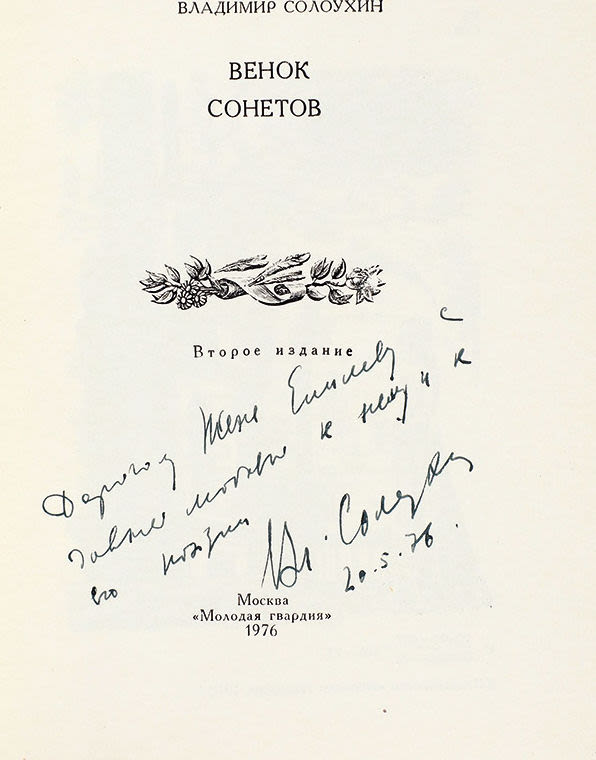 ВЛАДИМИР СОЛОУХИН
ВЕНОК
СОНЕТОВ
Второе издание
Дорогому Жене с
давней любовью к нему и к
его поэзии
Вл. Солоухин
20.5.76.
Москва
«Молодая гвардия»
1976